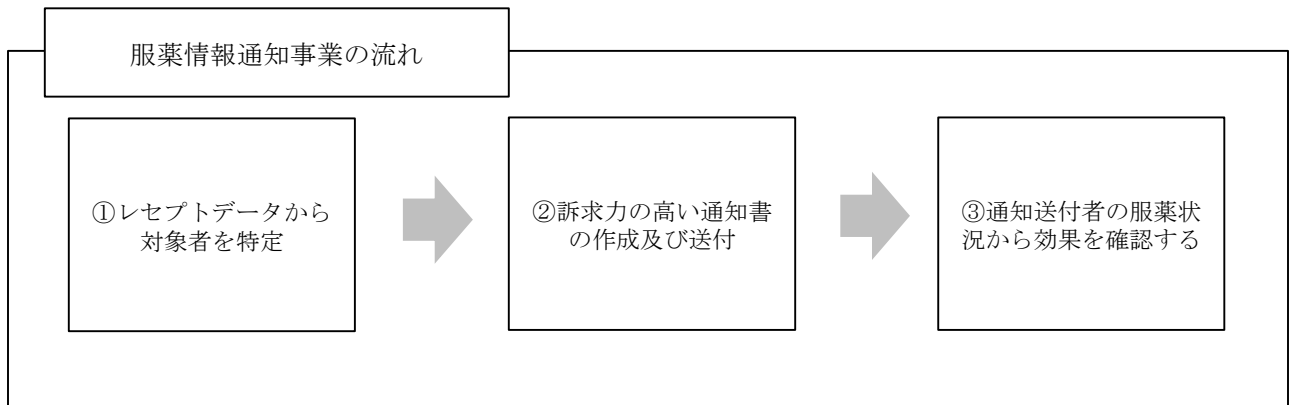 服薬情報通知事業の流れ
①レセプトデータから
対象者を特定
②訴求力の高い通知書
の作成及び送付
③通知送付者の服薬状
況から効果を確認する